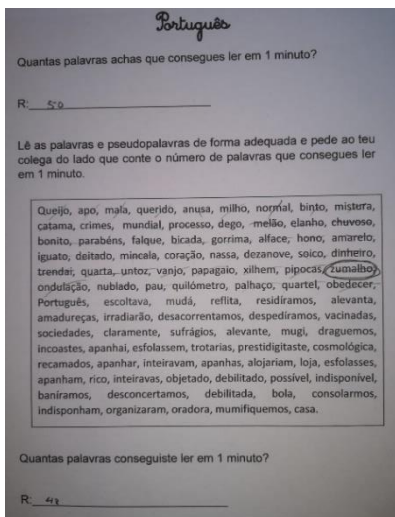 Português
Quantas palavras achas que consegues ler em 1 minuto?
R: 50
Lê as palavras e pseudopalavras de forma adequada e pede ao teu
colega do lado que conte o número de palavras que consegues ler
em 1 minuto.
Queijo, apo, mala, querido, anusa, milho, normal, binto, mistura,
catama, crimes, mundial, processo, dego, melão, elanho, chuvoso,
bonito, parabéns, falque, bicada, gorrima, alface, hono, amarelo,
iguato, deitado, mincala, coração, nassa, dezanove, soico, dinheiro,
trendai, quarta, untoz, vanjo, papagaio, xilhem, pipocas, zumalho,
ondulação, nublado, pau, quilómetro, palhaço, quartel, obedecer,
Português, escoltava, mudá, reflita, residíramos, alevanta,
amadureças, irradiarão, desacorrentamos, despedíramos, vacinadas,
sociedades, claramente, sufrágios, alevante, mugi, draguemos,
incoastes, apanhai, esfolassem, trotarias, prestidigitaste, cosmológica,
recamados, apanhar, inteiravam, apanhas, alojariam, loja, esfolasses,
apanham, rico, inteiravas, objetado, debilitado, possível, indisponível,
baníramos, desconcertamos, debilitada, bola, consolarmos,
indisponham, organizaram, oradora, mumifiquemos, casa.
Quantas palavras conseguiste ler em 1 minuto?
R: 41